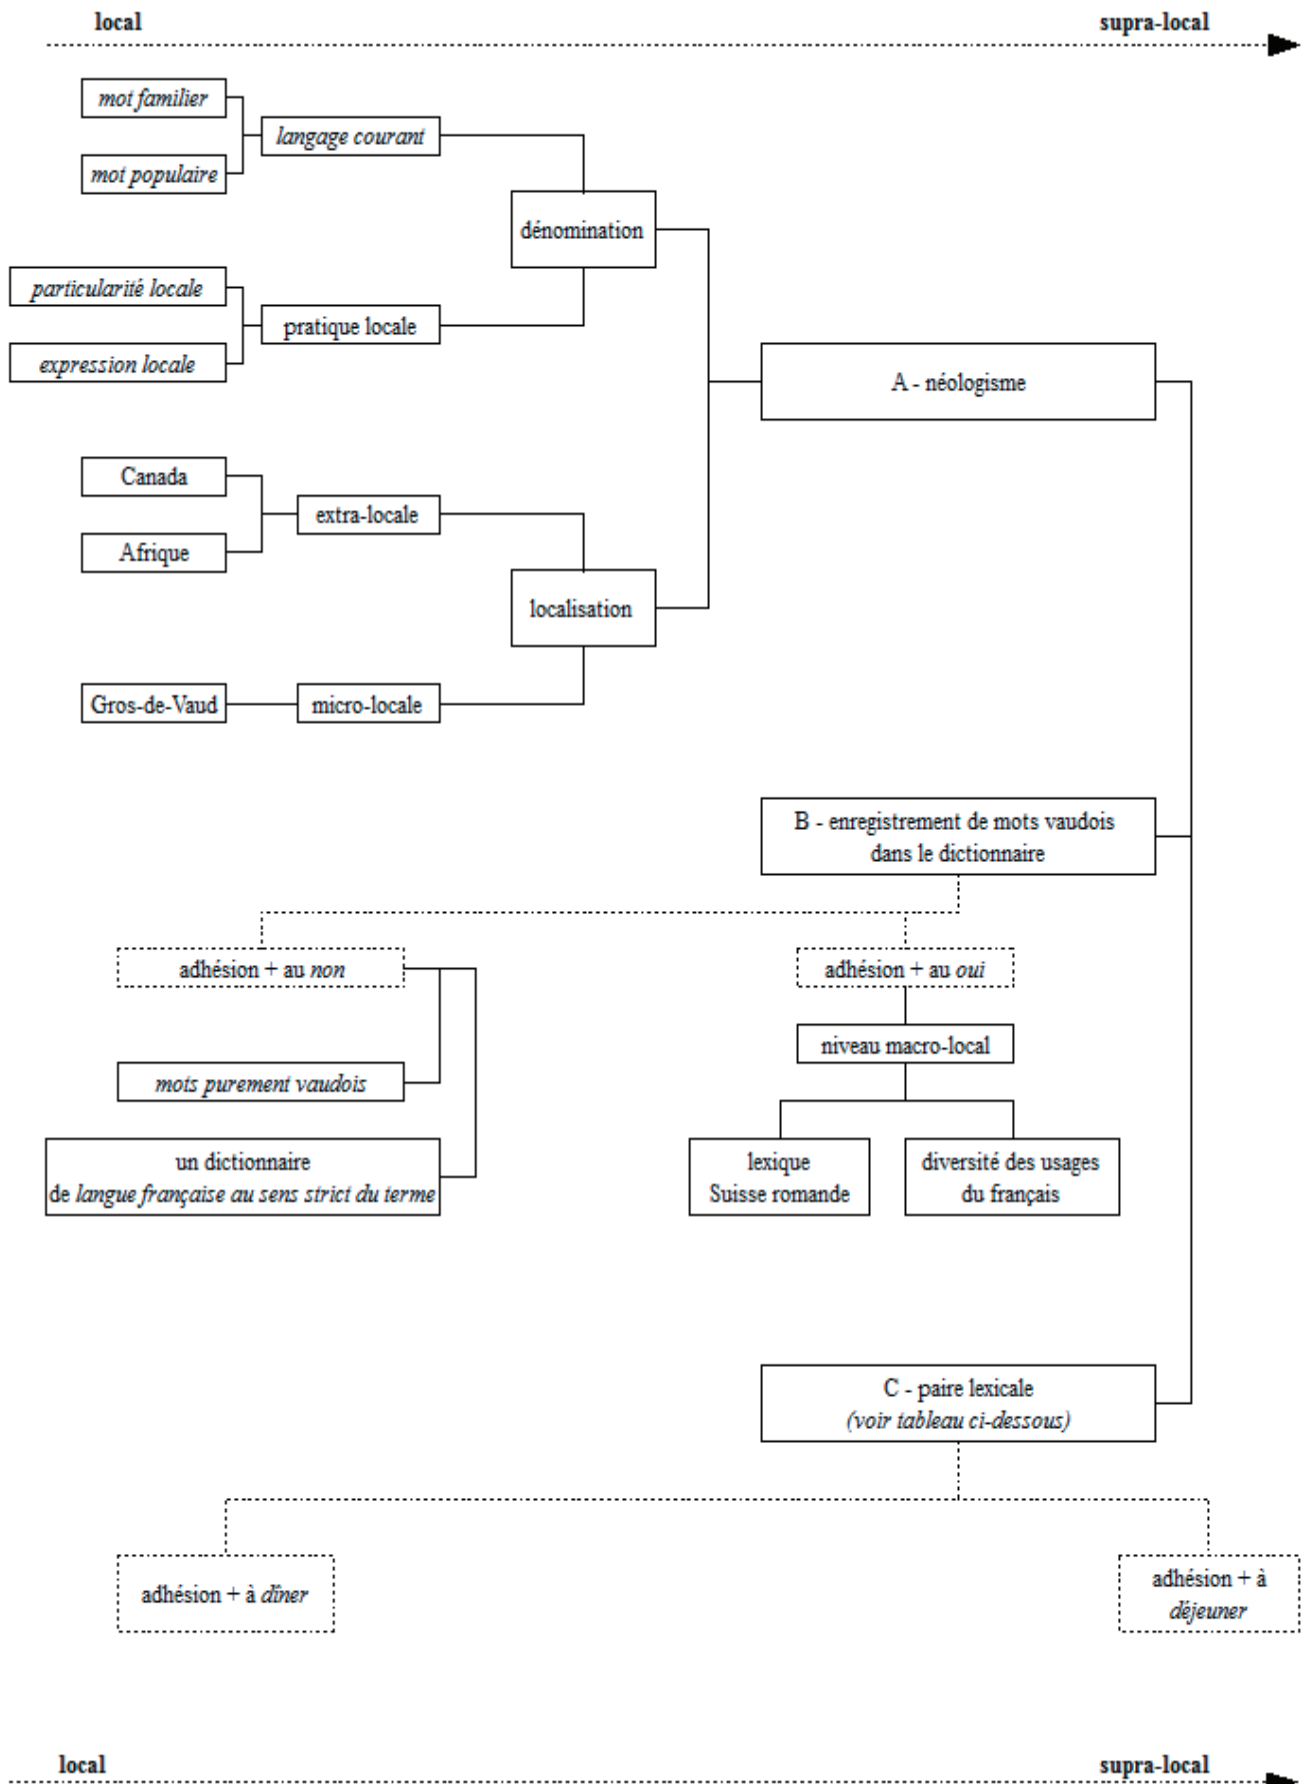 local
supra-local
mot familier
langage courant
mot populaire
dénomination
particularité locale
pratique locale
expression locale
A - néologisme
Canada
extra-locale
Afrique
localisation
Gros-de-Vaud
micro-locale
B - enregistrement de mots vaudois
dans le dictionnaire
adhésion + au non
adhésion + au oui
niveau macro-local
mots purement vaudois
un dictionnaire
de langue française au sens strict du terme
lexique
Suisse romande
diversité des usages
du français
C - paire lexicale
(voir tableau ci-dessous)
adhésion + à dîner
adhésion + à
déjeuner
local
supra-local